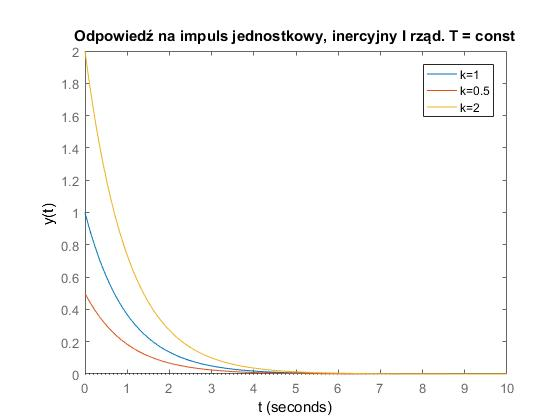 Odpowiedź na impuls jednostkowy, inercyjny I rząd. T = const
k=1
k=0.5
k=2
y(t)
2
1.8
1.6
1.4
1.2
1
0.8
0.6
0.4
0.2
0
0 1 2 3 4 5 6 7 8 9 10
t (seconds)